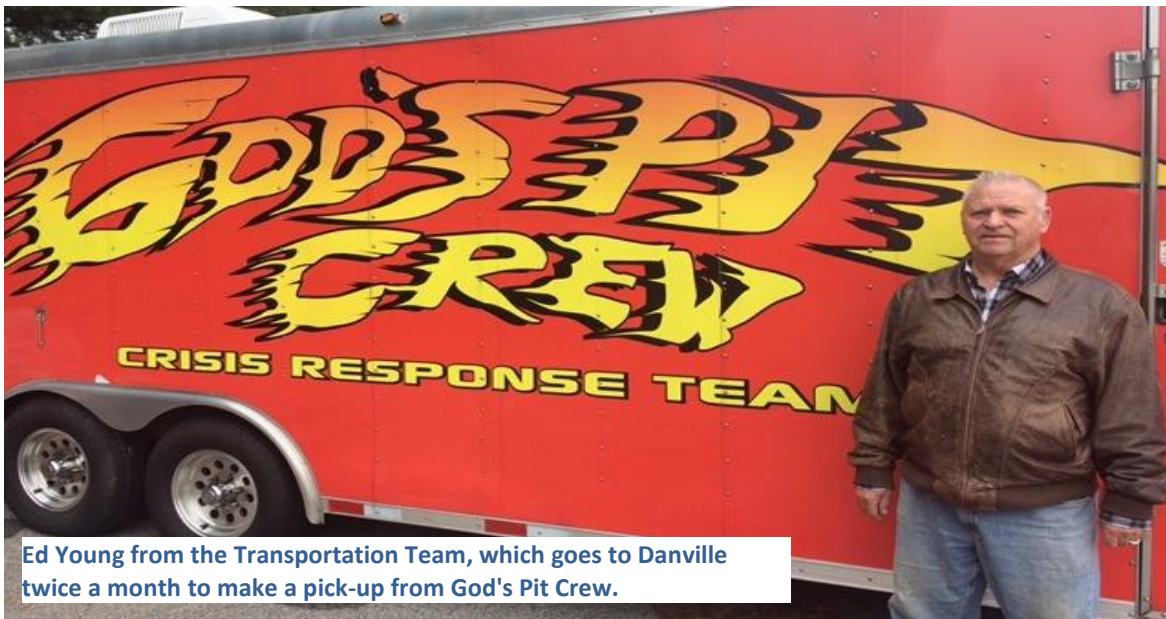 GOD'S PIT
CREW
CRISIS RESPONSE TEAM
Ed Young from the Transportation Team, which goes to Danville
twice a month to make a pick-up from God's Pit Crew.